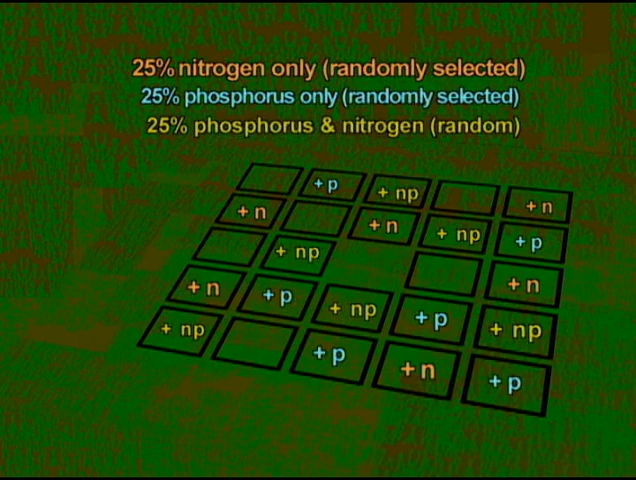 25% nitrogen only (randomly selected)
25% phosphorus only (randomly selected)
25% phosphorus & nitrogen (random)
+ p + np + n
+ n + n + np + p
+ np + n
+ n + p + np + p + np
+ np + p + n + p